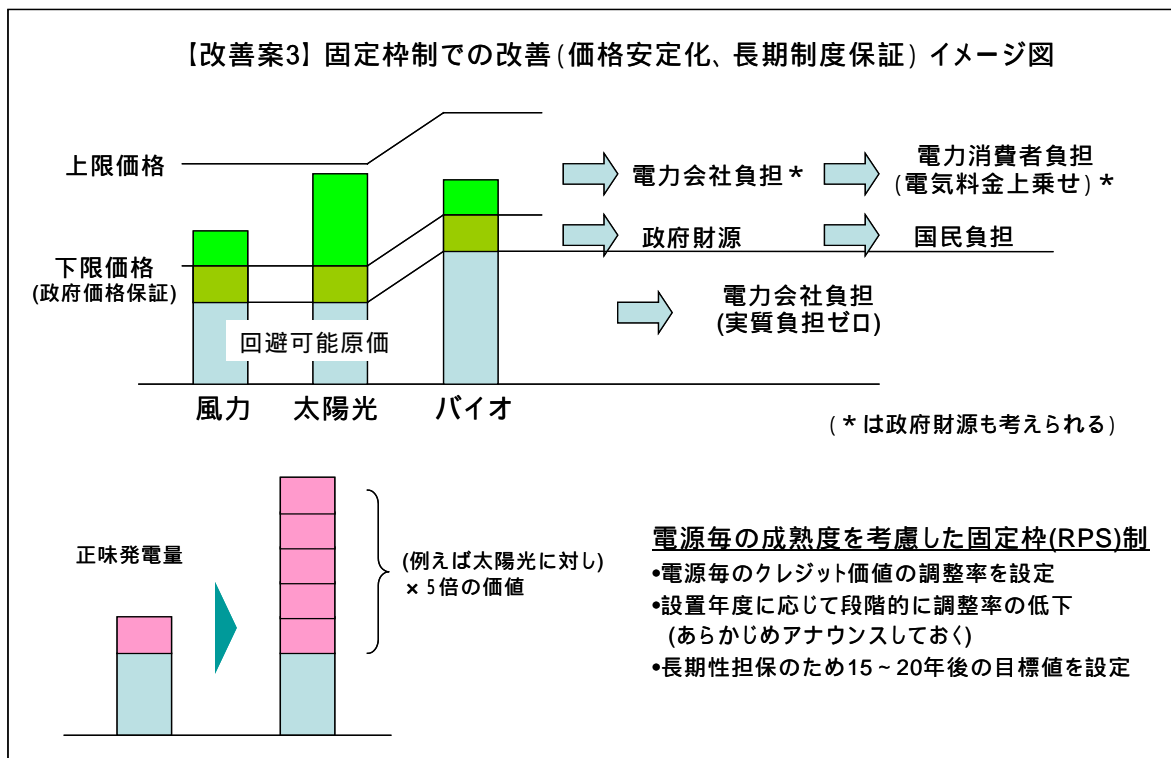 【改善案3】 固定枠制での改善(価格安定化、長期制度保証) イメージ図
上限価格
下限価格
(政府価格保証)
回避可能原価
風力
太陽光
バイオ
電力会社負担*
電力消費者負担
(電気料金上乗せ)*
政府財源
国民負担
電力会社負担
(実質負担ゼロ)
(*は政府財源も考えられる)
正味発電量
(例えば太陽光に対し)
×5倍の価値
電源毎の成熟度を考慮した固定枠(RPS)制
•電源毎のクレジット価値の調整率を設定
•設置年度に応じて段階的に調整率の低下
(あらかじめアナウンスしておく)
•長期性担保のため15~20年後の目標値を設定